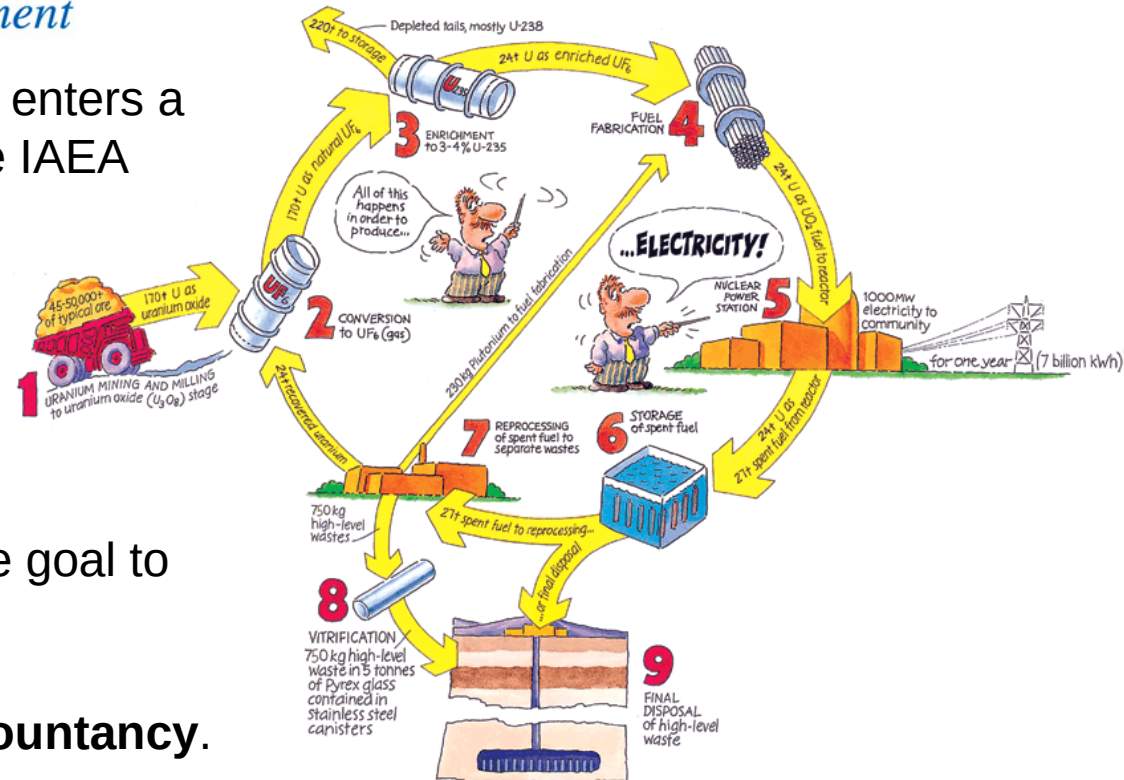 ment
enters a
e IAEA
e goal to
ountancy.
220t to storage
Depleted tails, mostly U-238
U235
24t U as enriched UF₆
3 ENRICHMENT
to 3-4% U-235
FUEL
FABRICATION 4
170t U as natural UF₆
All of this
happens
in order to
produce...
...ELECTRICITY!
24t U as UO₂ fuel to reactor
45-50,000t
of typical ore
170t U as
uranium oxide
UF₆
2 CONVERSION
to UF₆ (gas)
1 URANIUM MINING AND MILLING
to uranium oxide (U₃O₈) stage
NUCLEAR
POWER
STATION 5
1000MW
electricity to
community
for one year (7 billion kWh)
230 kg Plutonium to fuel fabrication
24t recovered uranium
24t U as
27t spent fuel from reactor
7 REPROCESSING
of spent fuel to
separate wastes
6 STORAGE
of spent fuel
750 kg
high-level
wastes
27t spent fuel to reprocessing...
...or final disposal
8
VITRIFICATION
750 kg high-level
waste in 5 tonnes
of Pyrex glass
contained in
stainless steel
canisters
9
FINAL
DISPOSAL
of high-level
waste